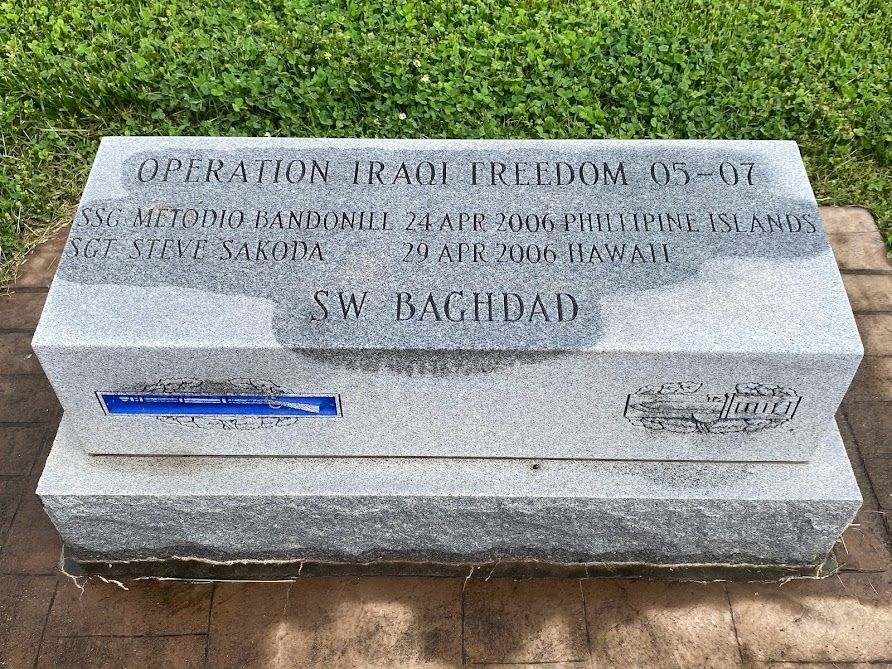 OPERATION IRAQI FREEDOM 05-07
SSG METODIO BANDONILL 24 APR 2006 PHILLIPINE ISLANDS
SGT STEVE SAKODA 29 APR 2006 HAWAII
SW BAGHDAD